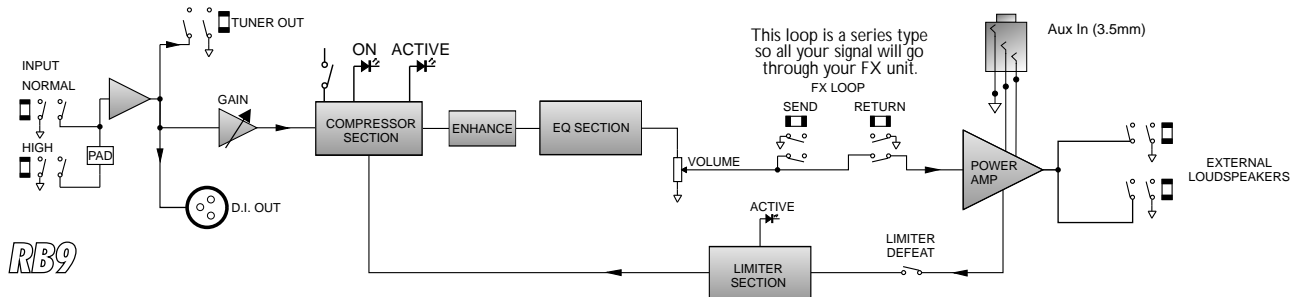 TUNER OUT
INPUT
NORMAL
HIGH
PAD
GAIN
D.I. OUT
ON
ACTIVE
COMPRESSOR
SECTION
ENHANCE
EQ SECTION
VOLUME
This loop is a series type
so all your signal will go
through your FX unit.
FX LOOP
SEND
RETURN
Aux In (3.5mm)
POWER
AMP
EXTERNAL
LOUDSPEAKERS
ACTIVE
LIMITER
SECTION
LIMITER
DEFEAT
RB9